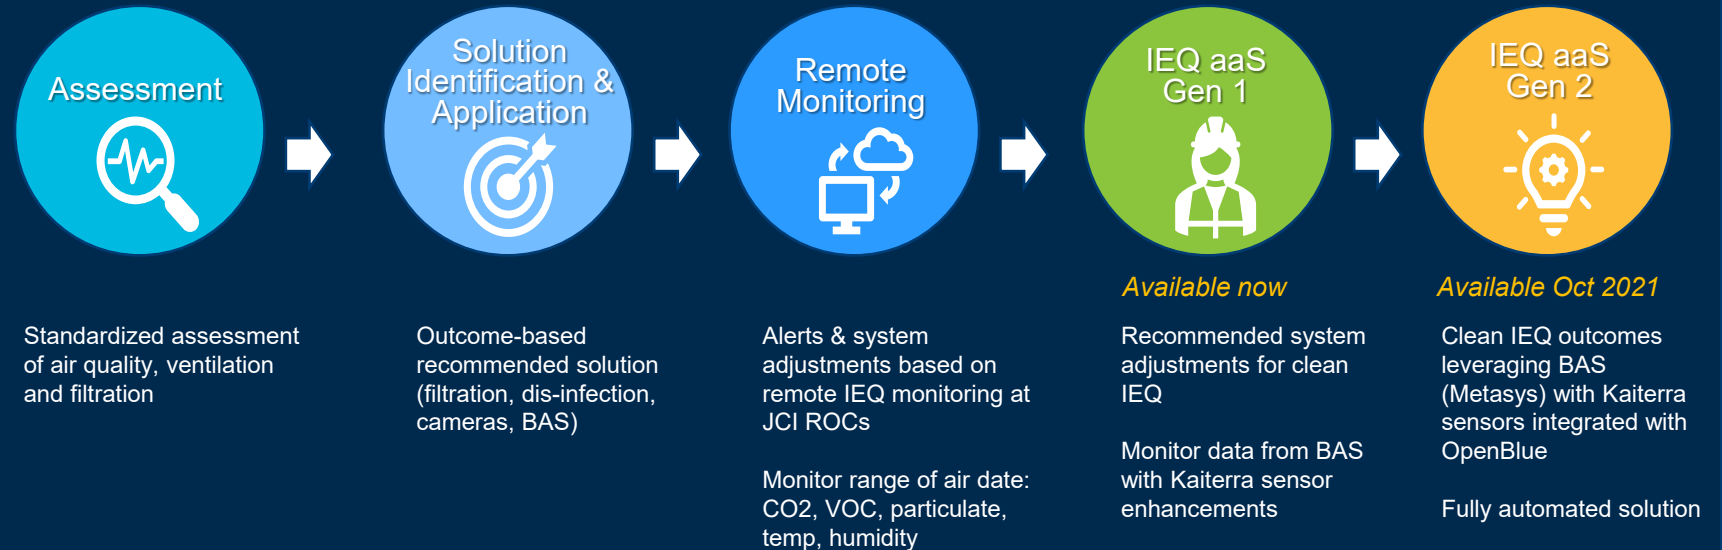 Assessment
Solution
Identification &
Application
Remote
Monitoring
IEQ aaS
Gen 1
IEQ aaS
Gen 2
Available now
Available Oct 2021
Standardized assessment
of air quality, ventilation
and filtration
Outcome-based
recommended solution
(filtration, dis-infection,
cameras, BAS)
Alerts & system
adjustments based on
remote IEQ monitoring at
JCI ROCs
Monitor range of air date:
CO2, VOC, particulate,
temp, humidity
Recommended system
adjustments for clean
IEQ
Monitor data from BAS
with Kaiterra sensor
enhancements
Clean IEQ outcomes
leveraging BAS
(Metasys) with Kaiterra
sensors integrated with
OpenBlue
Fully automated solution